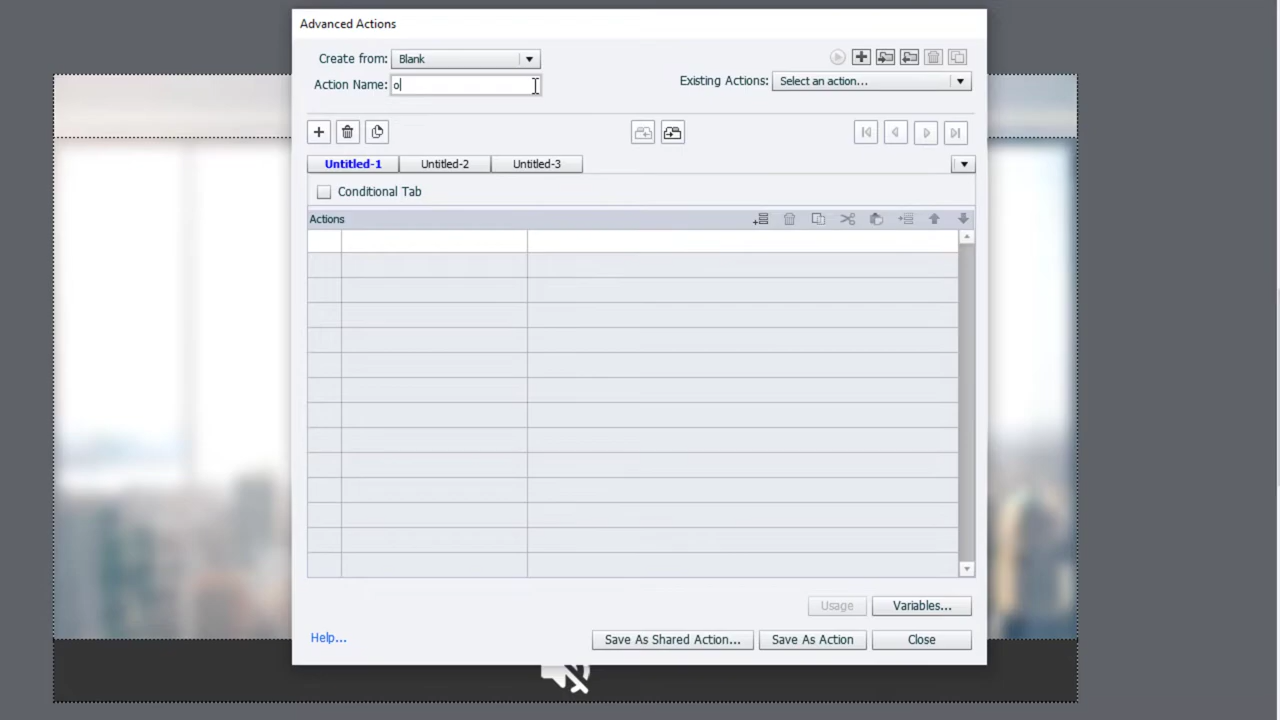 Advanced Actions
Create from: Blank
Action Name: o
Existing Actions: Select an action...
Untitled-1 Untitled-2 Untitled-3
Conditional Tab
Actions
Usage Variables...
Help... Save As Shared Action... Save As Action Close